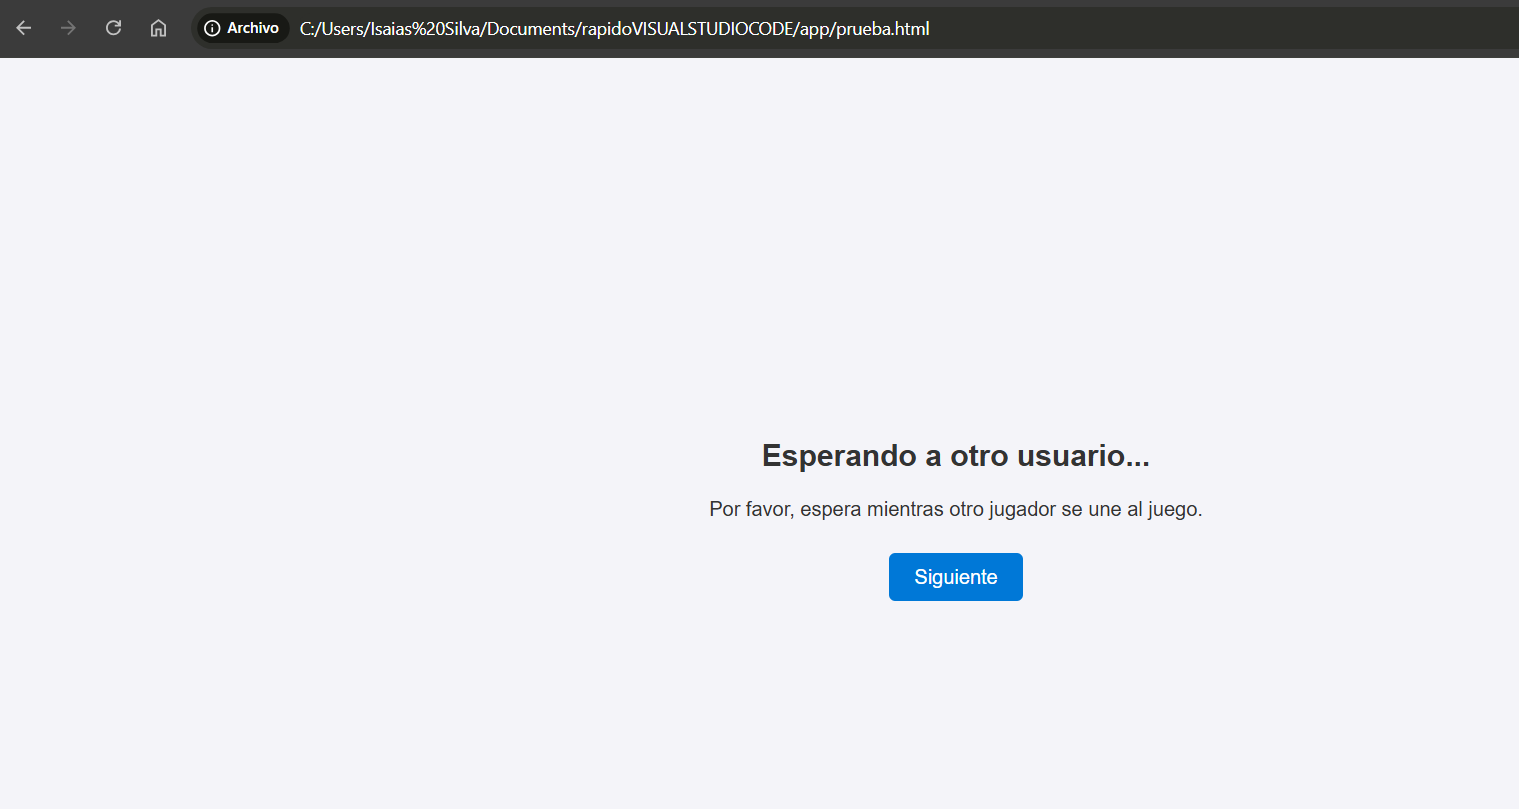 Archivo C:/Users/Isaias%20Silva/Documents/rapidoVISUALSTUDIOCODE/app/prueba.html
Esperando a otro usuario...
Por favor, espera mientras otro jugador se une al juego.
Siguiente